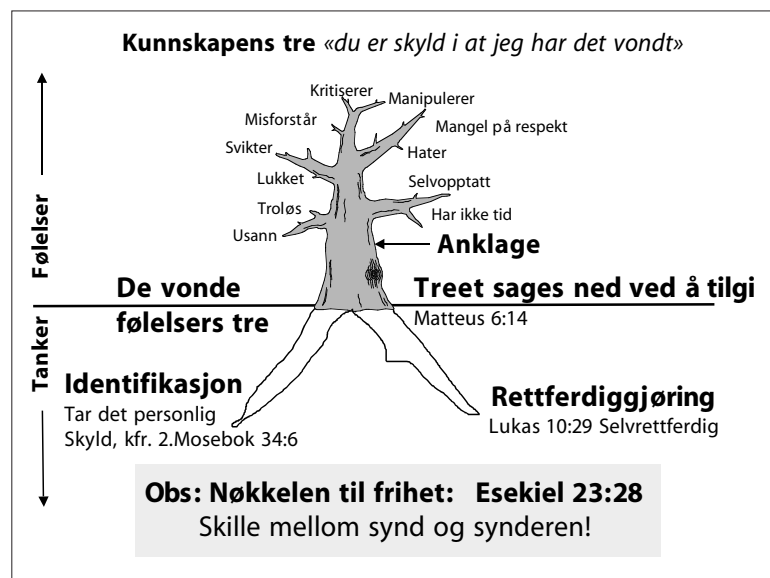 Kunnskapens tre «du er skyld i at jeg har det vondt»
Kritiserer
Manipulerer
Misforstår
Mangel på respekt
Svikter
Hater
Lukket
Selvopptatt
Troløs
Har ikke tid
Usann
Anklage
Følelser
De vonde
følelsers tre
Treet sages ned ved å tilgi
Matteus 6:14
Tanker
Identifikasjon
Tar det personlig
Skyld, kfr. 2.Mosebok 34:6
Rettferdiggjøring
Lukas 10:29 Selvrettferdig
Obs: Nøkkelen til frihet: Esekiel 23:28
Skille mellom synd og synderen!